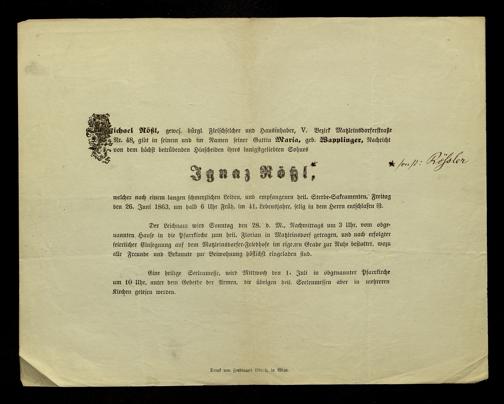 Michael Rößl, gewes. bürgl. Fleischselcher und Hausinhaber, V. Bezirk Matzleinsdorferstraße
Nr. 48, gibt in seinem und im Namen seiner Gattin Maria, geb. Wapplinger, Nachricht
von dem höchst betrübenden Hinscheiden ihres innigstgeliebten Sohnes
Ignaz Rößl,
welcher nach einem langen schmerzlichen Leiden, und empfangenen heil. Sterbe-Sakramenten, Freitag
den 26. Juni 1863, um halb 6 Uhr Früh, im 41. Lebensjahre, selig in dem Herrn entschlafen ist.
Der Leichnam wird Sonntag den 28. d. M., Nachmittags um 3 Uhr, vom obge-
nannten Hause in die Pfarrkirche zum heil. Florian in Matzleinsdorf getragen, und nach erfolgter
feierlicher Einsegnung auf dem Matzleinsdorfer-Friedhofe im eigenen Grabe zur Ruhe bestattet, wozu
alle Freunde und Bekannte zur Beiwohnung höflichst eingeladen sind.
Eine heilige Seelenmesse, wird Mittwoch den 1. Juli in obgenannter Pfarrkirche
um 10 Uhr, unter dem Gebethe der Armen, die übrigen heil. Seelenmessen aber in mehreren
Kirchen gelesen werden.
Rößler
Druck von Ferdinand in Wien.